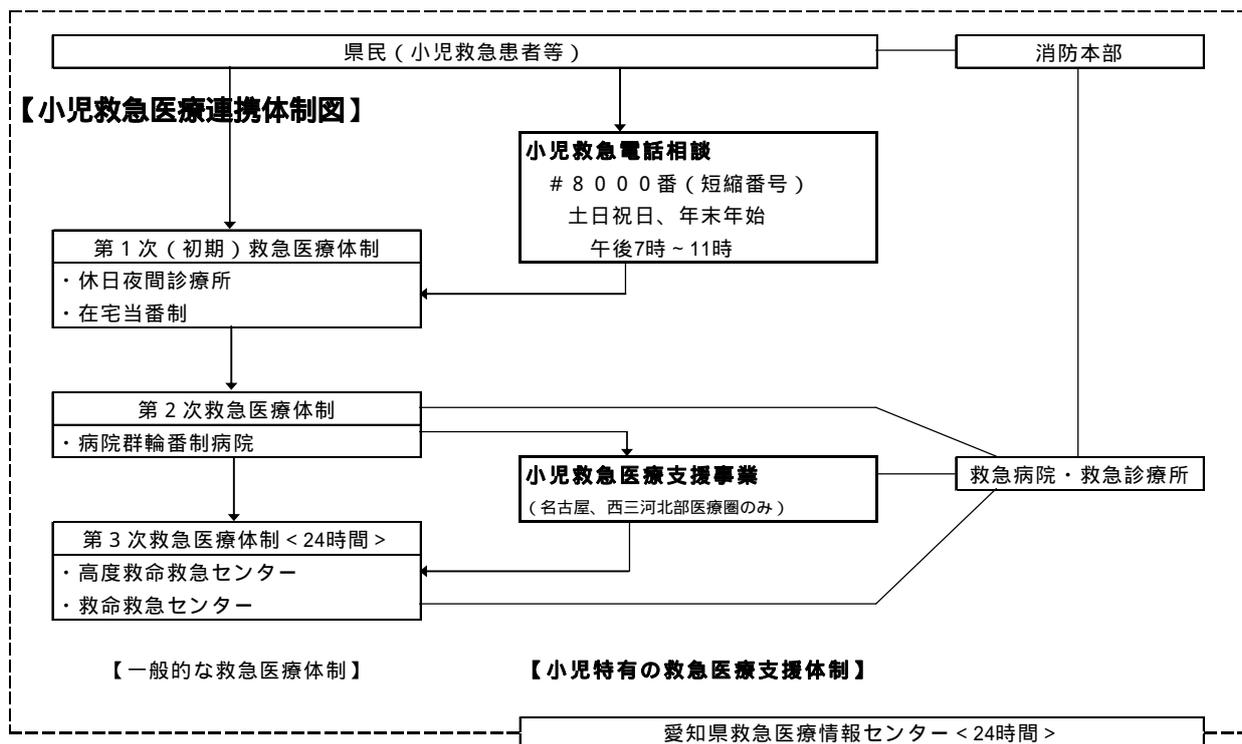 県民（小児救急患者等）
消防本部
【小児救急医療連携体制図】
小児救急電話相談
＃８０００番（短縮番号）
土日祝日、年末年始
午後7時～11時
第１次（初期）救急医療体制
・休日夜間診療所
・在宅当番制
第２次救急医療体制
・病院群輪番制病院
小児救急医療支援事業
（名古屋、西三河北部医療圏のみ）
救急病院・救急診療所
第３次救急医療体制＜24時間＞
・高度救命救急センター
・救命救急センター
【一般的な救急医療体制】
【小児特有の救急医療支援体制】
愛知県救急医療情報センター＜24時間＞